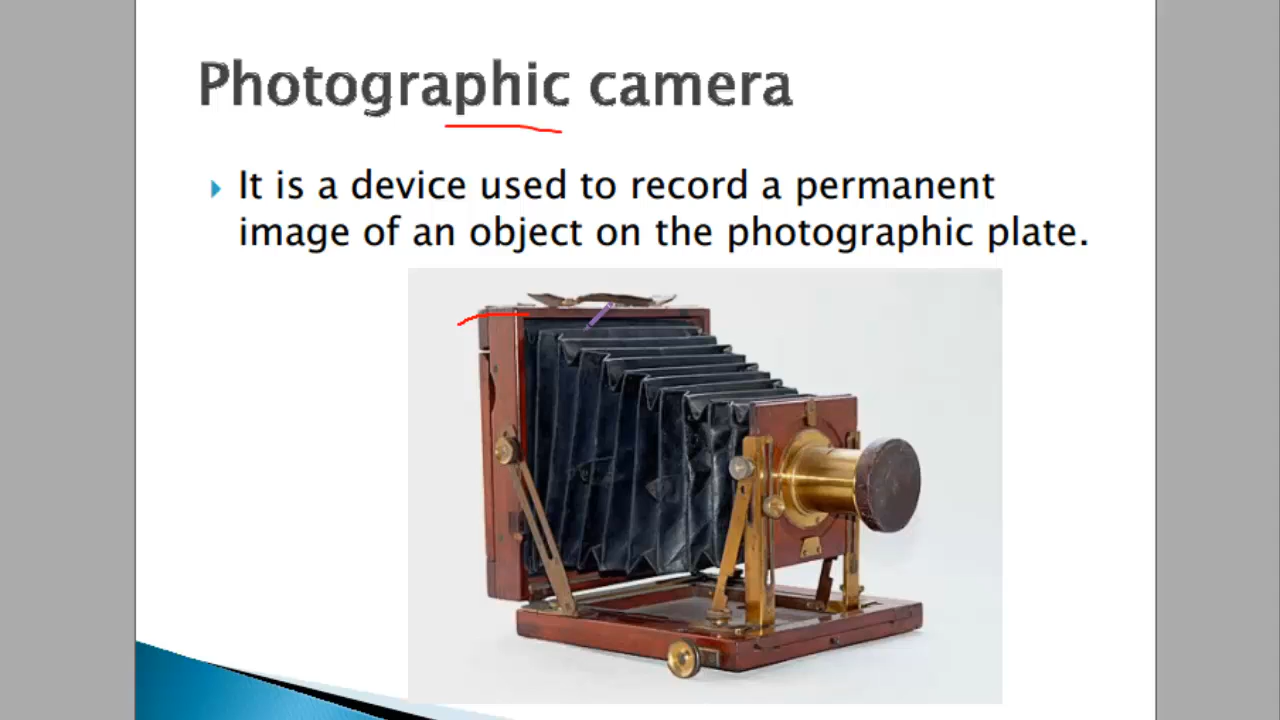 Photographic camera
It is a device used to record a permanent
image of an object on the photographic plate.